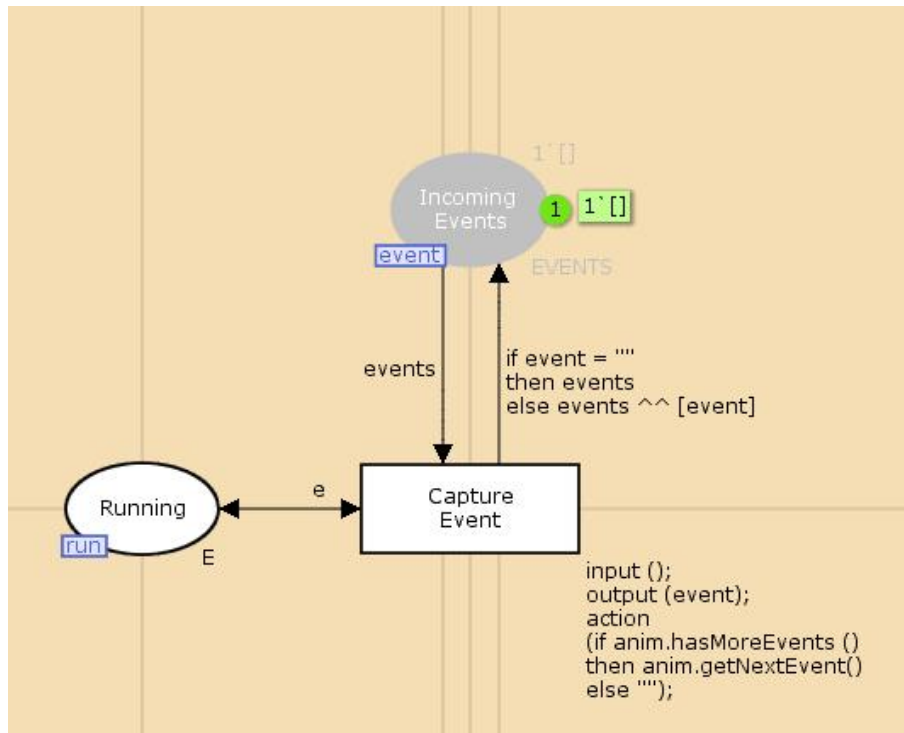 1`[]
Incoming
Events
1
1`[]
event
EVENTS
events
if event = ""
then events
else events ^^ [event]
Running
run
E
e
Capture
Event
input ();
output (event);
action
(if anim.hasMoreEvents ()
then anim.getNextEvent()
else "");